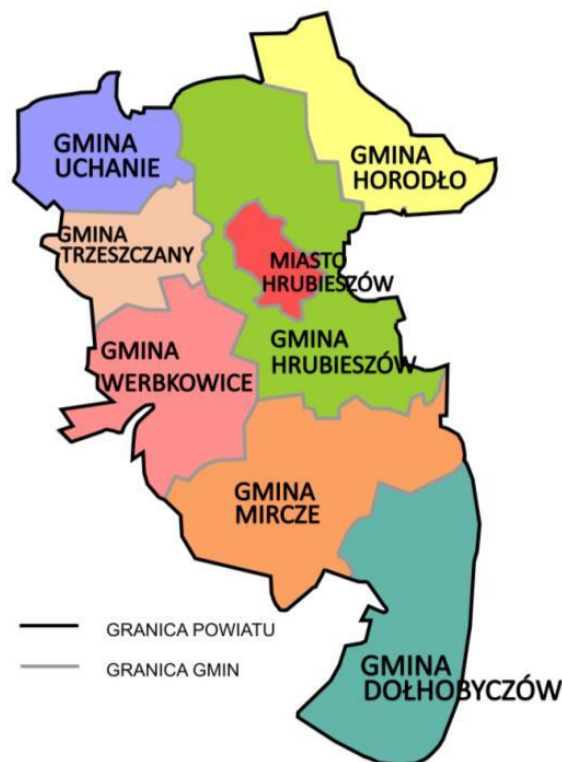 GMINA
UCHANIE
GMINA
HORODŁO
GMINA
TRZESZCZANY
MIASTO
HRUBIESZÓW
GMINA
HRUBIESZÓW
GMINA
WERBKOWICE
GMINA
MIRCZE
GRANICA POWIATU
GRANICA GMIN
GMINA
DOŁHOBYCZÓW